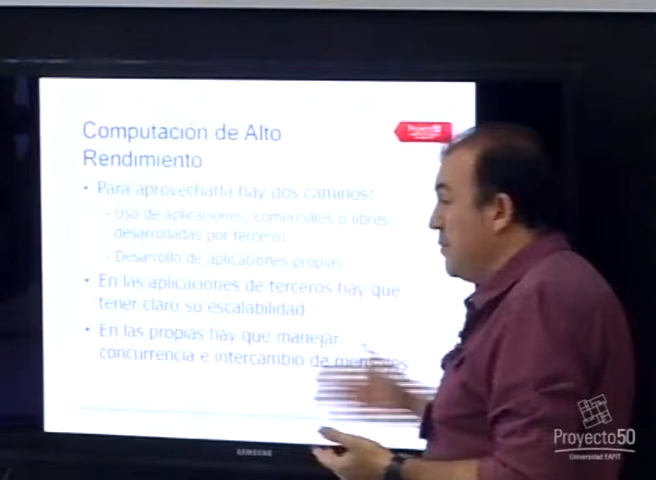 Computación de Alto
Rendimiento
Proyecto50
• Para aprovecharla hay dos caminos:
- Uso de aplicaciones, comerciales o libres
desarrolladas por terceros
- Desarrollo de aplicaciones propias
• En las aplicaciones de terceros hay que
tener claro su escalabilidad
• En las propias hay que manejar
concurrencia e intercambio de mensajes
SAMSUNG
Proyecto50
Universidad EAFIT